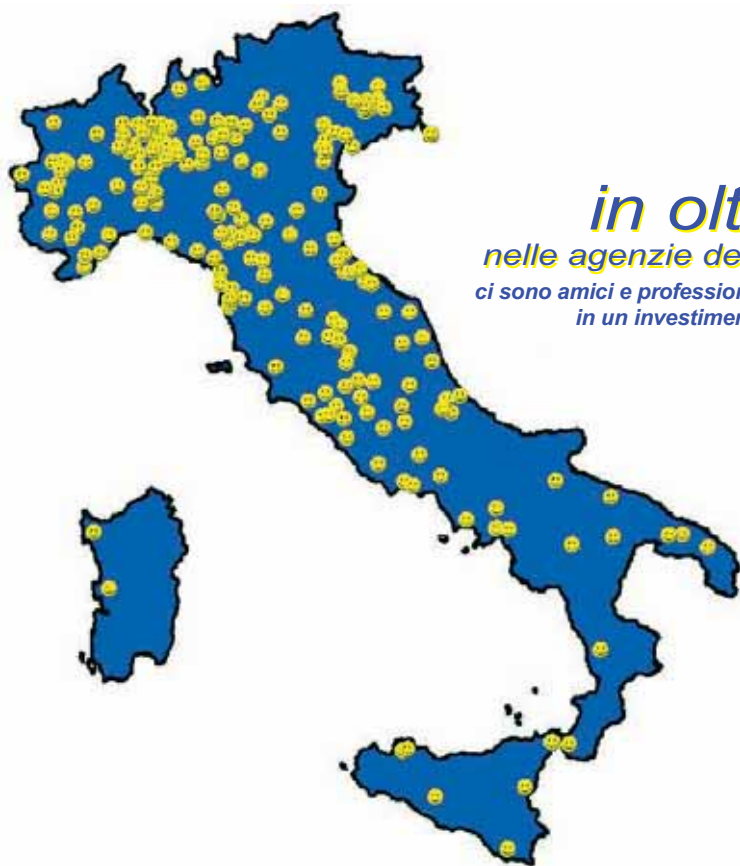 in olt
nelle agenzie de
ci sono amici e profession
in un investimen